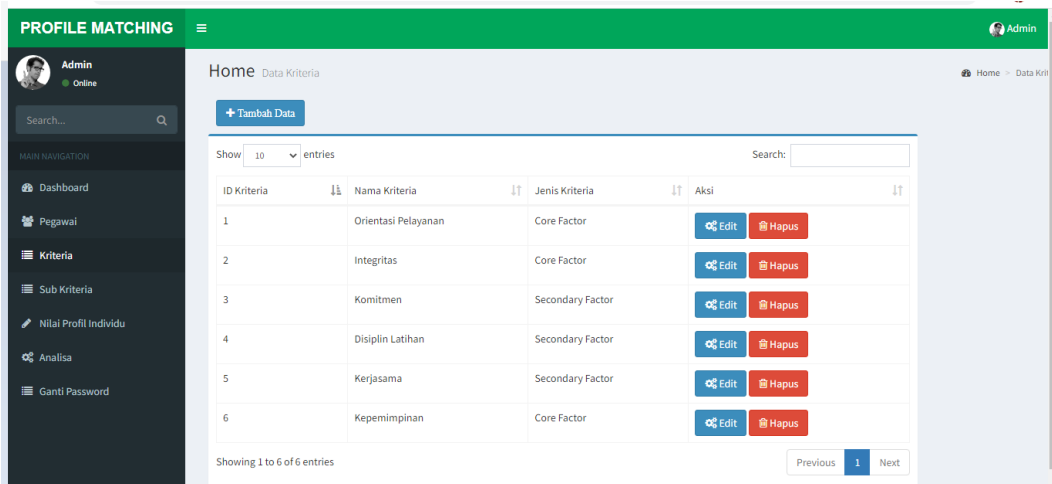 PROFILE MATCHING
Admin
Admin
Online
Search...
MAIN NAVIGATION
Dashboard
Pegawai
Kriteria
Sub Kriteria
Nilai Profil Individu
Analisa
Ganti Password
Home Data Kriteria
Home > Data Krit
Tambah Data
Show 10 entries Search:
ID Kriteria Nama Kriteria Jenis Kriteria Aksi
1 Orientasi Pelayanan Core Factor Edit Hapus
2 Integritas Core Factor Edit Hapus
3 Komitmen Secondary Factor Edit Hapus
4 Disiplin Latihan Secondary Factor Edit Hapus
5 Kerjasama Secondary Factor Edit Hapus
6 Kepemimpinan Core Factor Edit Hapus
Showing 1 to 6 of 6 entries Previous 1 Next